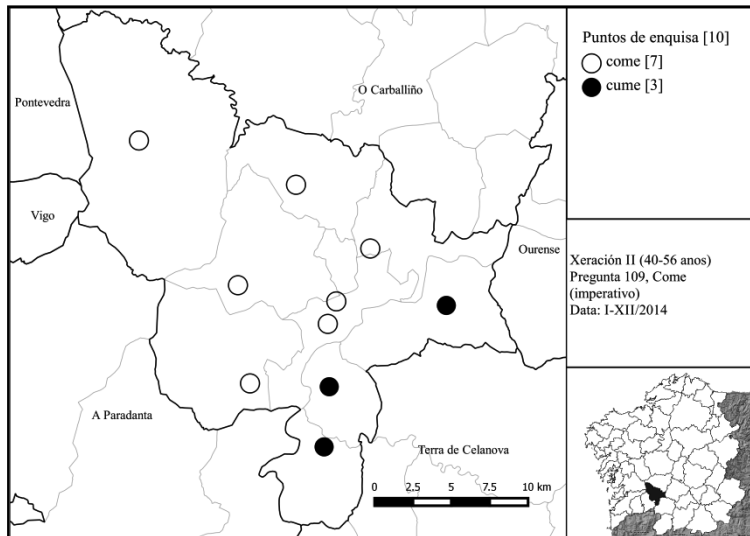 Puntos de enquisa [10]
come [7]
cume [3]
O Carballiño
Pontevedra
Vigo
Ourense
Xeración II (40-56 anos)
Pregunta 109, Come
(imperativo)
Data: I-XII/2014
A Paradanta
Terra de Celanova
0 2,5 5 7,5 10 km